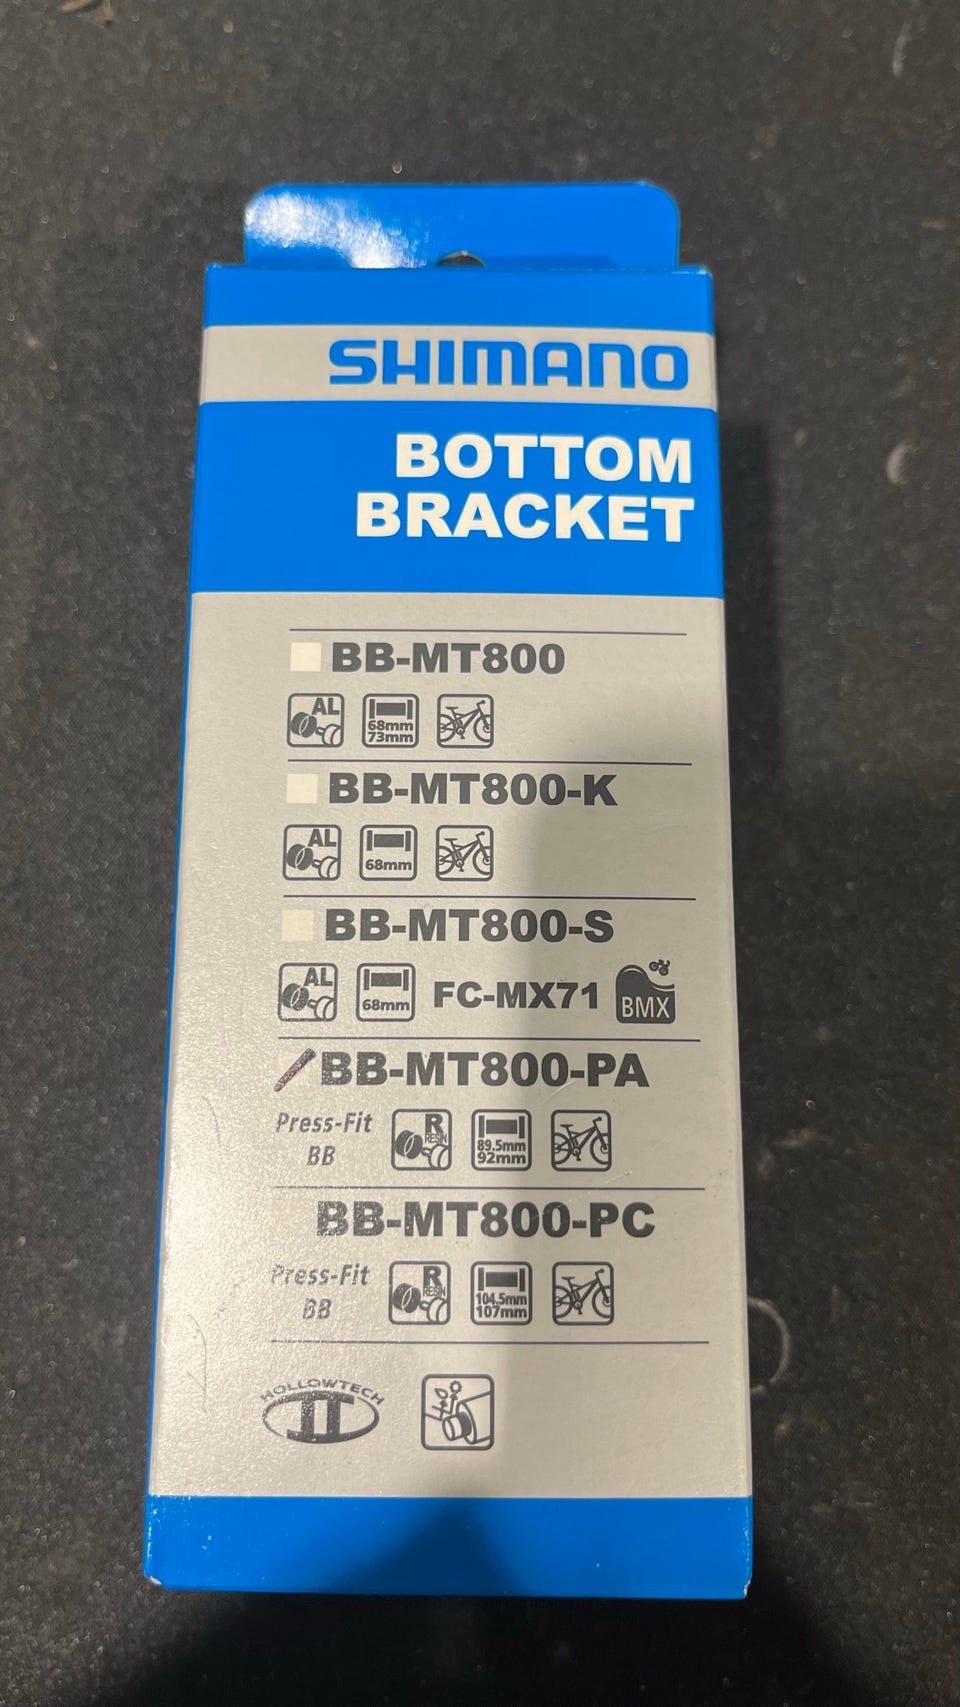 SHIMANO
BOTTOM
BRACKET
BB-MT800
AL 68mm 73mm
BB-MT800-K
AL 68mm
BB-MT800-S
AL 68mm FC-MX71 BMX
BB-MT800-PA
Press-Fit BB R RESIN 89.5mm 92mm
BB-MT800-PC
Press-Fit BB R RESIN 104.5mm 107mm
HOLLOWTECH II